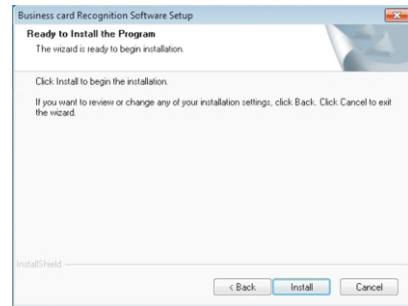 Business card Recognition Software Setup
Ready to Install the Program
The wizard is ready to begin installation.
Click Install to begin the installation.
If you want to review or change any of your installation settings, click Back. Click Cancel to exit
the wizard.
InstallShield
< Back Install Cancel